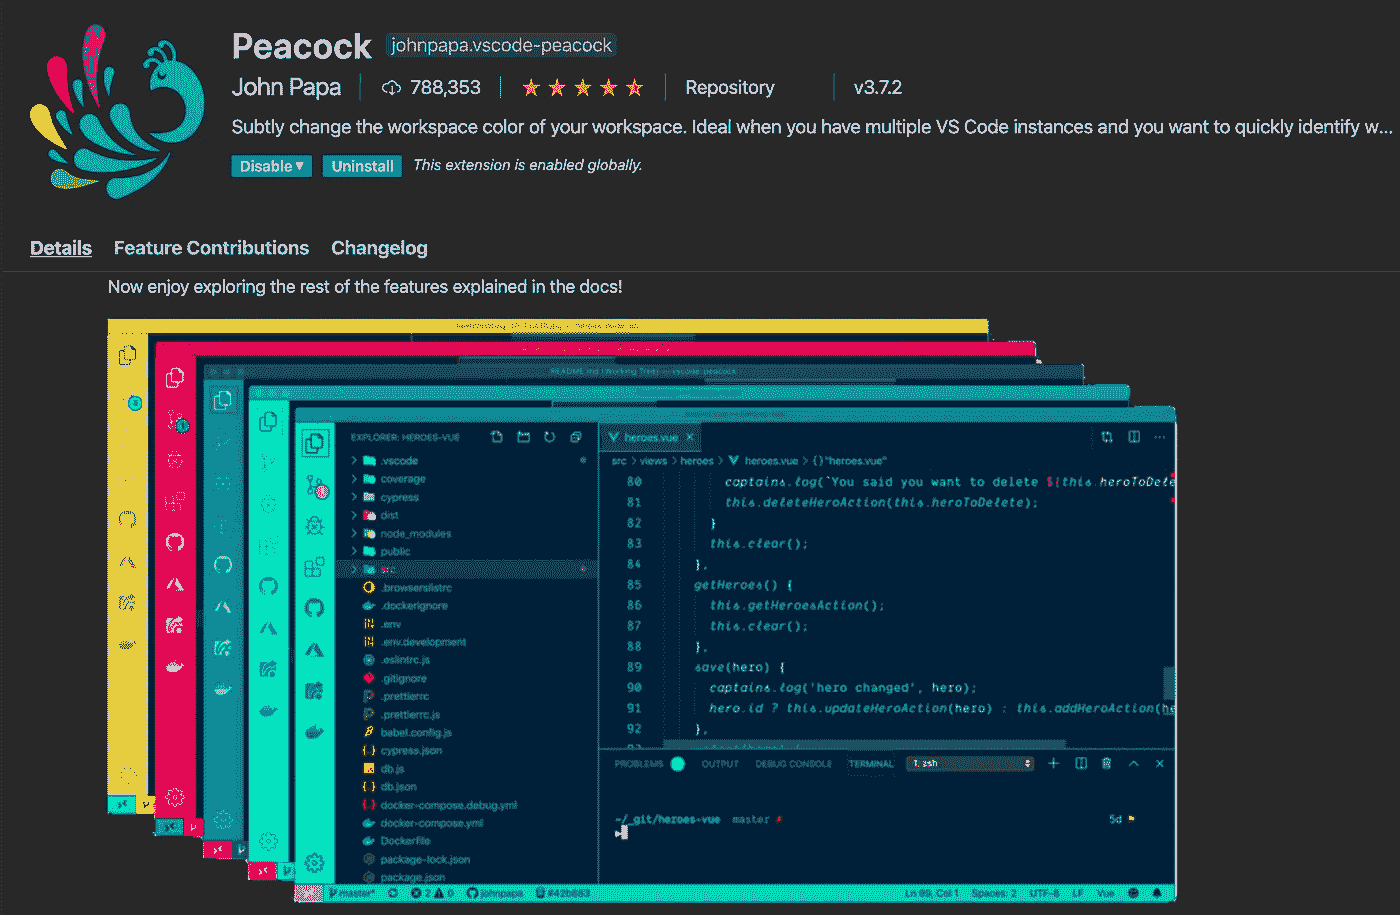 Peacock johnpapa.vscode-peacock
John Papa 788,353 Repository v3.7.2
Subtly change the workspace color of your workspace. Ideal when you have multiple VS Code instances and you want to quickly identify w...
Disable Uninstall This extension is enabled globally.
Details Feature Contributions Changelog
Now enjoy exploring the rest of the features explained in the docs!
README.md (Working Tree) — vscode-peacock
EXPLORER: HEROES-VUE
.vscode
coverage
cypress
dist
node_modules
public
src
.browserslistrc
.dockerignore
.env
.env.development
.eslintrc.js
.gitignore
.prettierrc
.prettierrc.js
babel.config.js
cypress.json
db.js
db.json
docker-compose.debug.yml
docker-compose.yml
Dockerfile
package-lock.json
package.json
heroes.vue
src > views > heroes > heroes.vue > {} "heroes.vue"
80 captains.log(`You said you want to delete ${this.heroToDele
81 this.deleteHeroAction(this.heroToDelete);
82 }
83 this.clear();
84 },
85 getHeroes() {
86 this.getHeroesAction();
87 this.clear();
88 },
89 save(hero) {
90 captains.log('hero changed', hero);
91 hero.id ? this.updateHeroAction(hero) : this.addHeroAction(he
92 },
PROBLEMS OUTPUT DEBUG CONSOLE TERMINAL 1: zsh
~/_git/heroes-vue master 5d
master* 2 0 johnpapa #42b883 Ln 99, Col 1 Spaces: 2 UTF-8 LF Vue